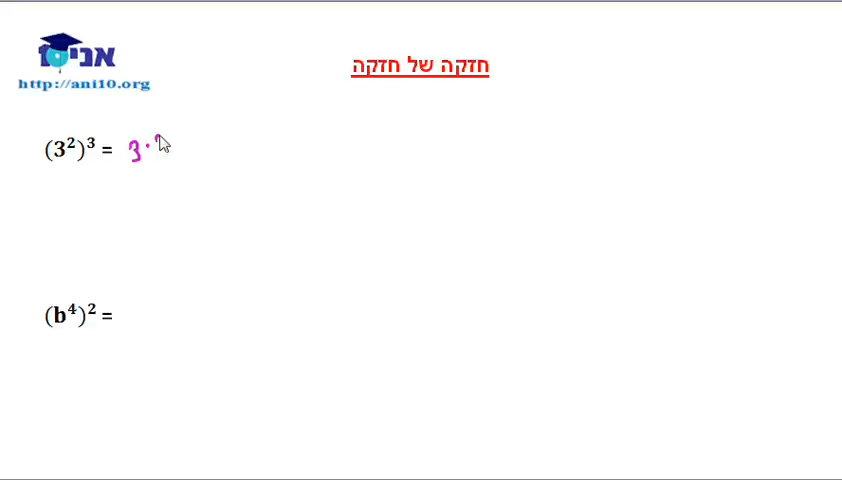 אני10
http://ani10.org
חזקה של חזקה
(3²)³ = 3 ·
(b⁴)² =